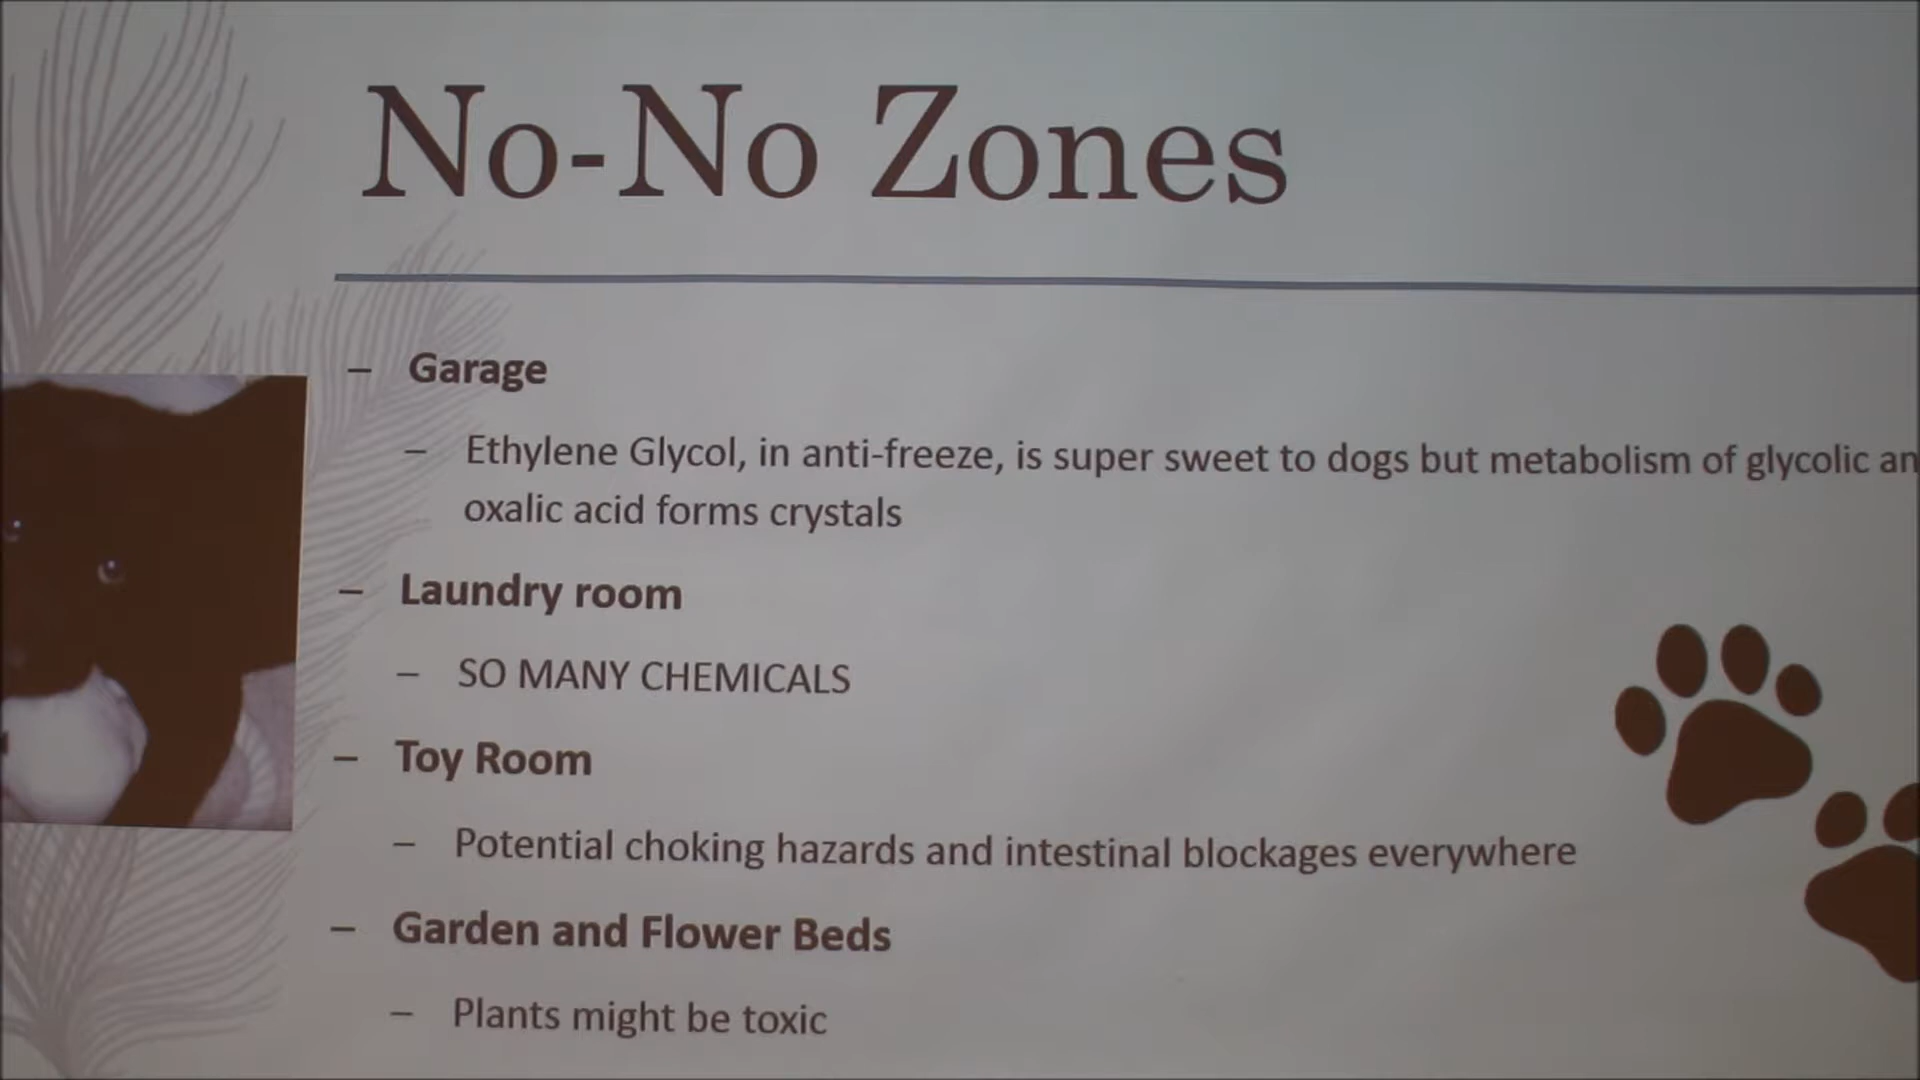 No-No Zones
– Garage
– Ethylene Glycol, in anti-freeze, is super sweet to dogs but metabolism of glycolic an
oxalic acid forms crystals
– Laundry room
– SO MANY CHEMICALS
– Toy Room
– Potential choking hazards and intestinal blockages everywhere
– Garden and Flower Beds
– Plants might be toxic